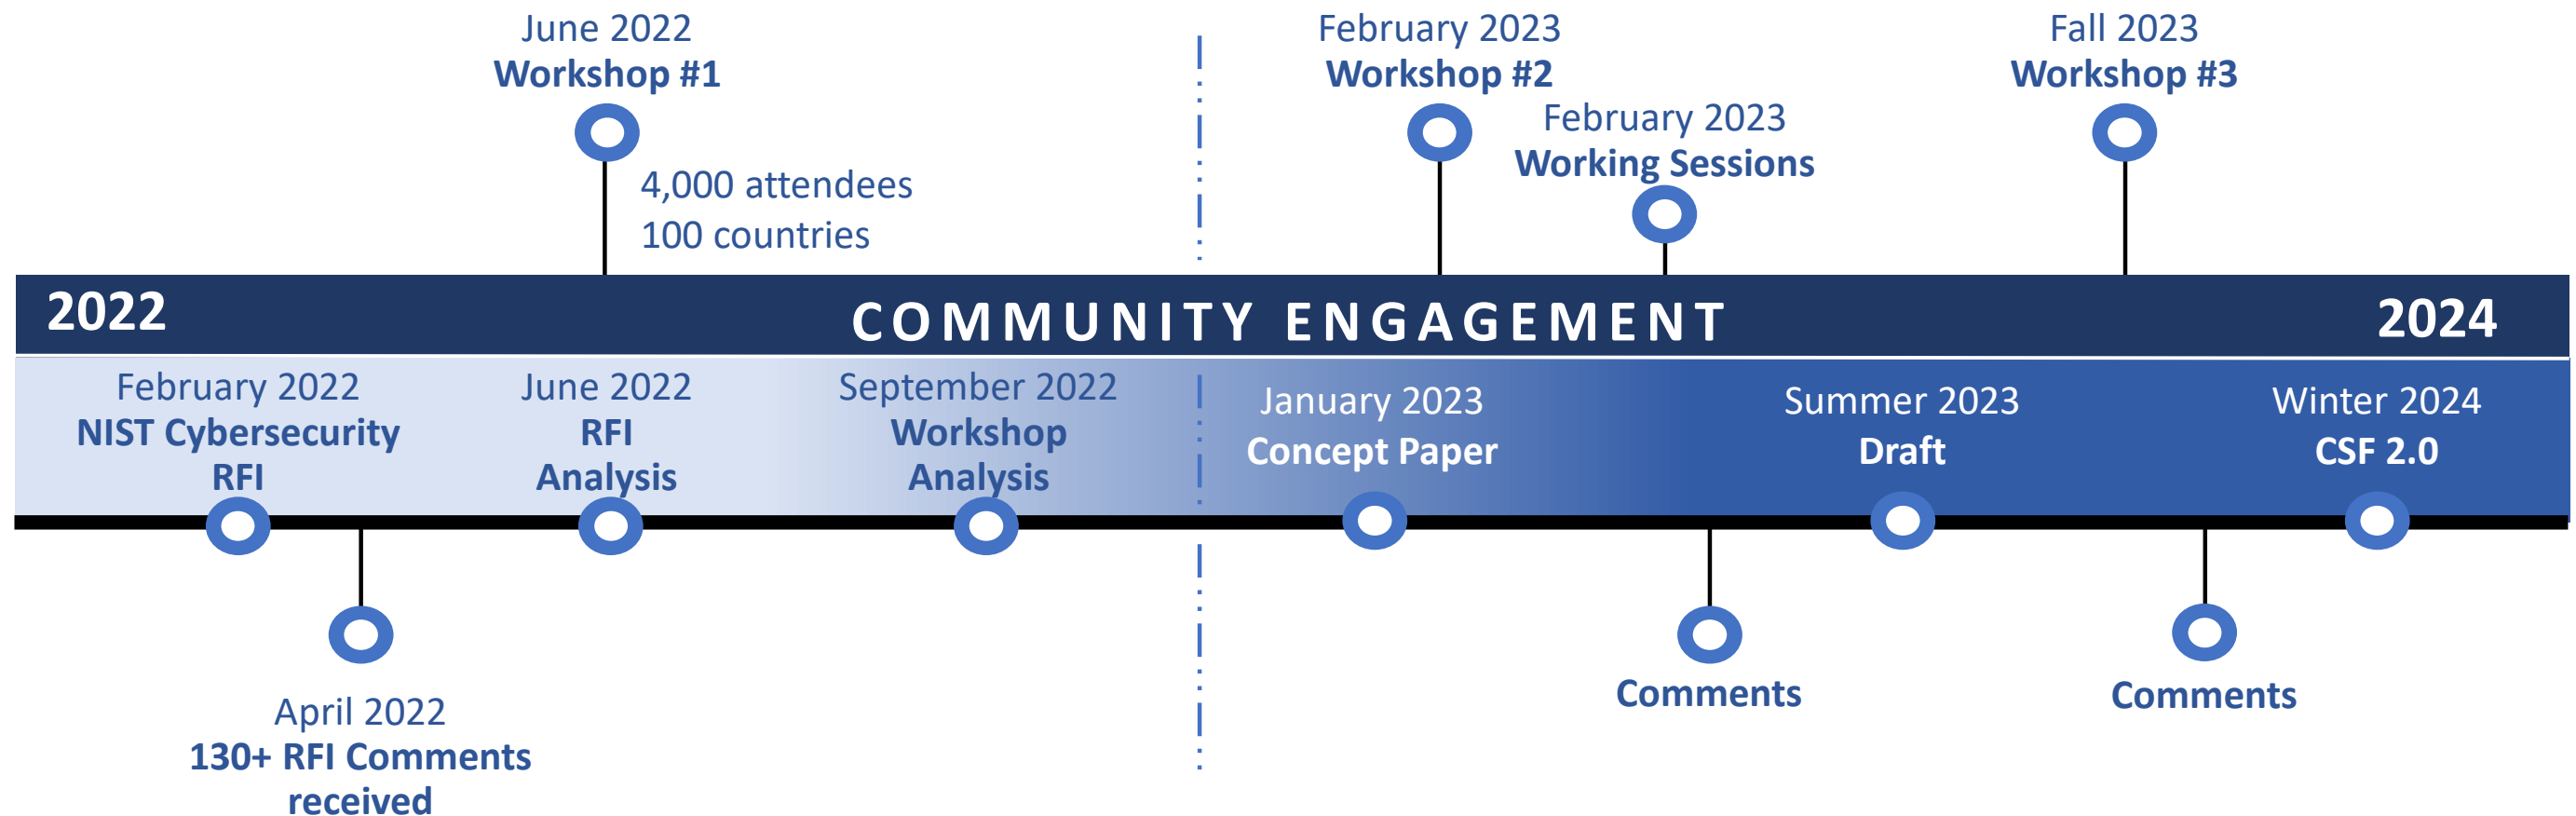 June 2022
Workshop #1
4,000 attendees
100 countries
February 2023
Workshop #2
February 2023
Working Sessions
Fall 2023
Workshop #3
2022
COMMUNITY ENGAGEMENT
2024
February 2022
NIST Cybersecurity
RFI
June 2022
RFI
Analysis
September 2022
Workshop
Analysis
January 2023
Concept Paper
Summer 2023
Draft
Winter 2024
CSF 2.0
April 2022
130+ RFI Comments
received
Comments
Comments